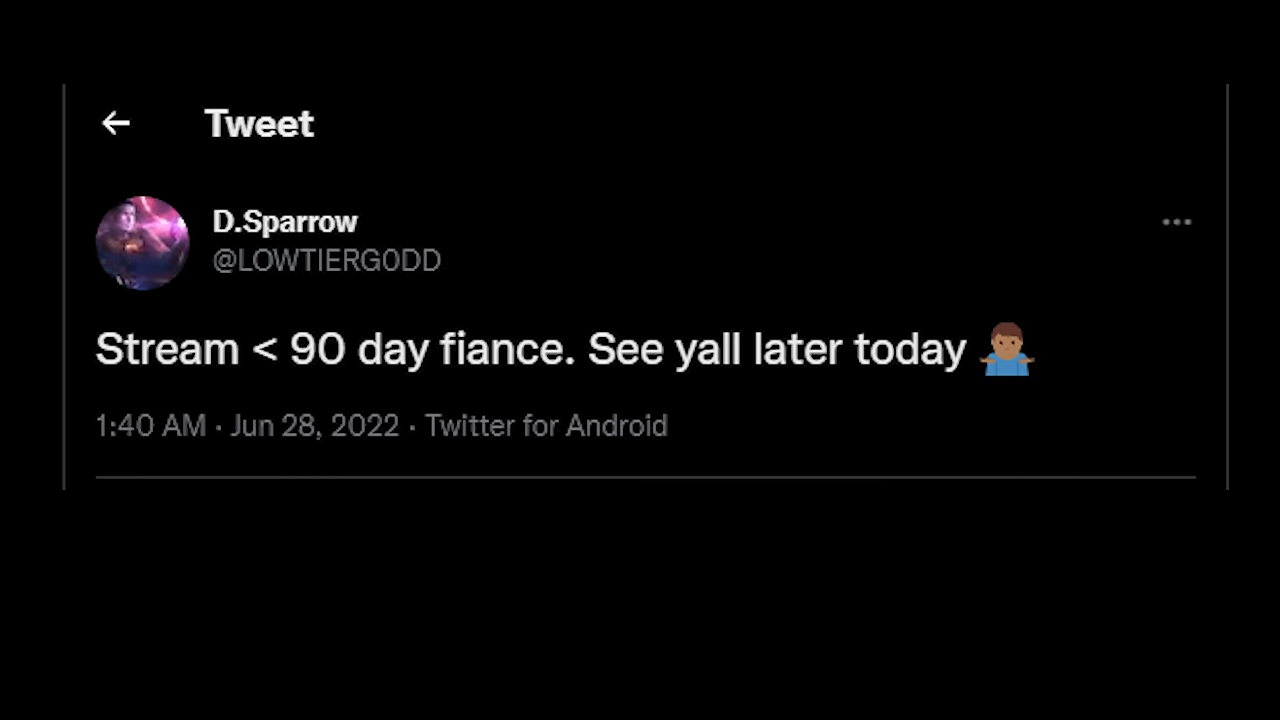 Tweet
D.Sparrow
@LOWTIERG0DD
Stream < 90 day fiance. See yall later today 🤷🏽‍♂️
1:40 AM · Jun 28, 2022 · Twitter for Android